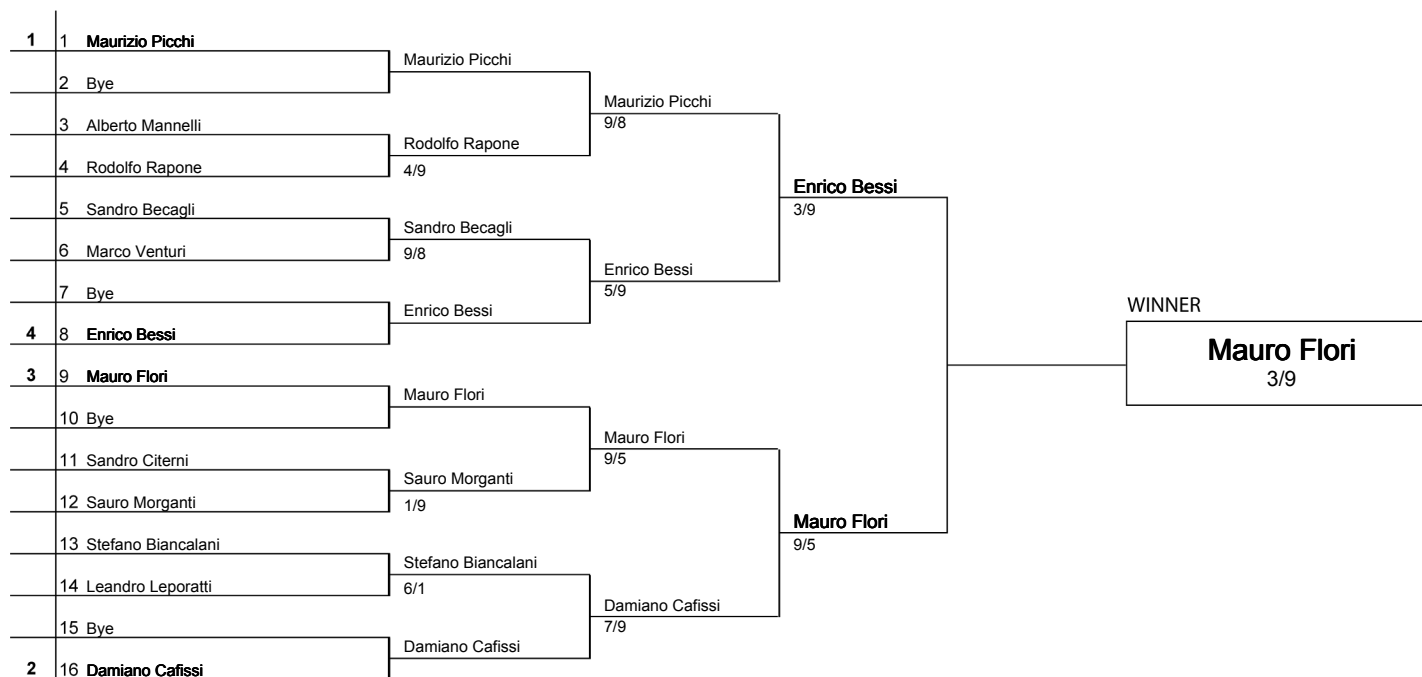 1 1 Maurizio Picchi
Maurizio Picchi
2 Bye
Maurizio Picchi
9/8
3 Alberto Mannelli
Rodolfo Rapone
4/9
4 Rodolfo Rapone
Enrico Bessi
3/9
5 Sandro Becagli
Sandro Becagli
9/8
6 Marco Venturi
Enrico Bessi
5/9
7 Bye
Enrico Bessi
4 8 Enrico Bessi
WINNER
Mauro Flori
3/9
3 9 Mauro Flori
Mauro Flori
10 Bye
Mauro Flori
9/5
11 Sandro Citerni
Sauro Morganti
1/9
12 Sauro Morganti
Mauro Flori
9/5
13 Stefano Biancalani
Stefano Biancalani
6/1
14 Leandro Leporatti
Damiano Cafissi
7/9
15 Bye
Damiano Cafissi
2 16 Damiano Cafissi